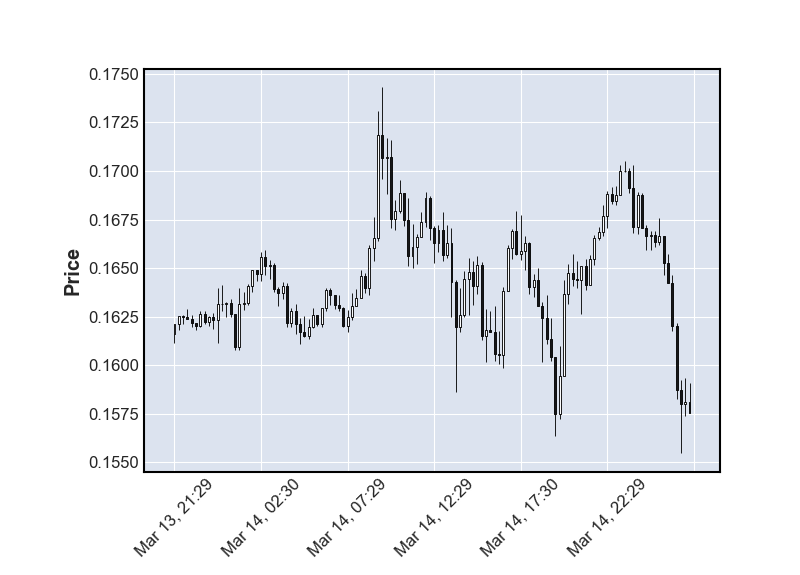 0.1750
0.1725
0.1700
0.1675
0.1650
0.1625
0.1600
0.1575
0.1550
Price
Mar 13, 21:29
Mar 14, 02:30
Mar 14, 07:29
Mar 14, 12:29
Mar 14, 17:30
Mar 14, 22:29